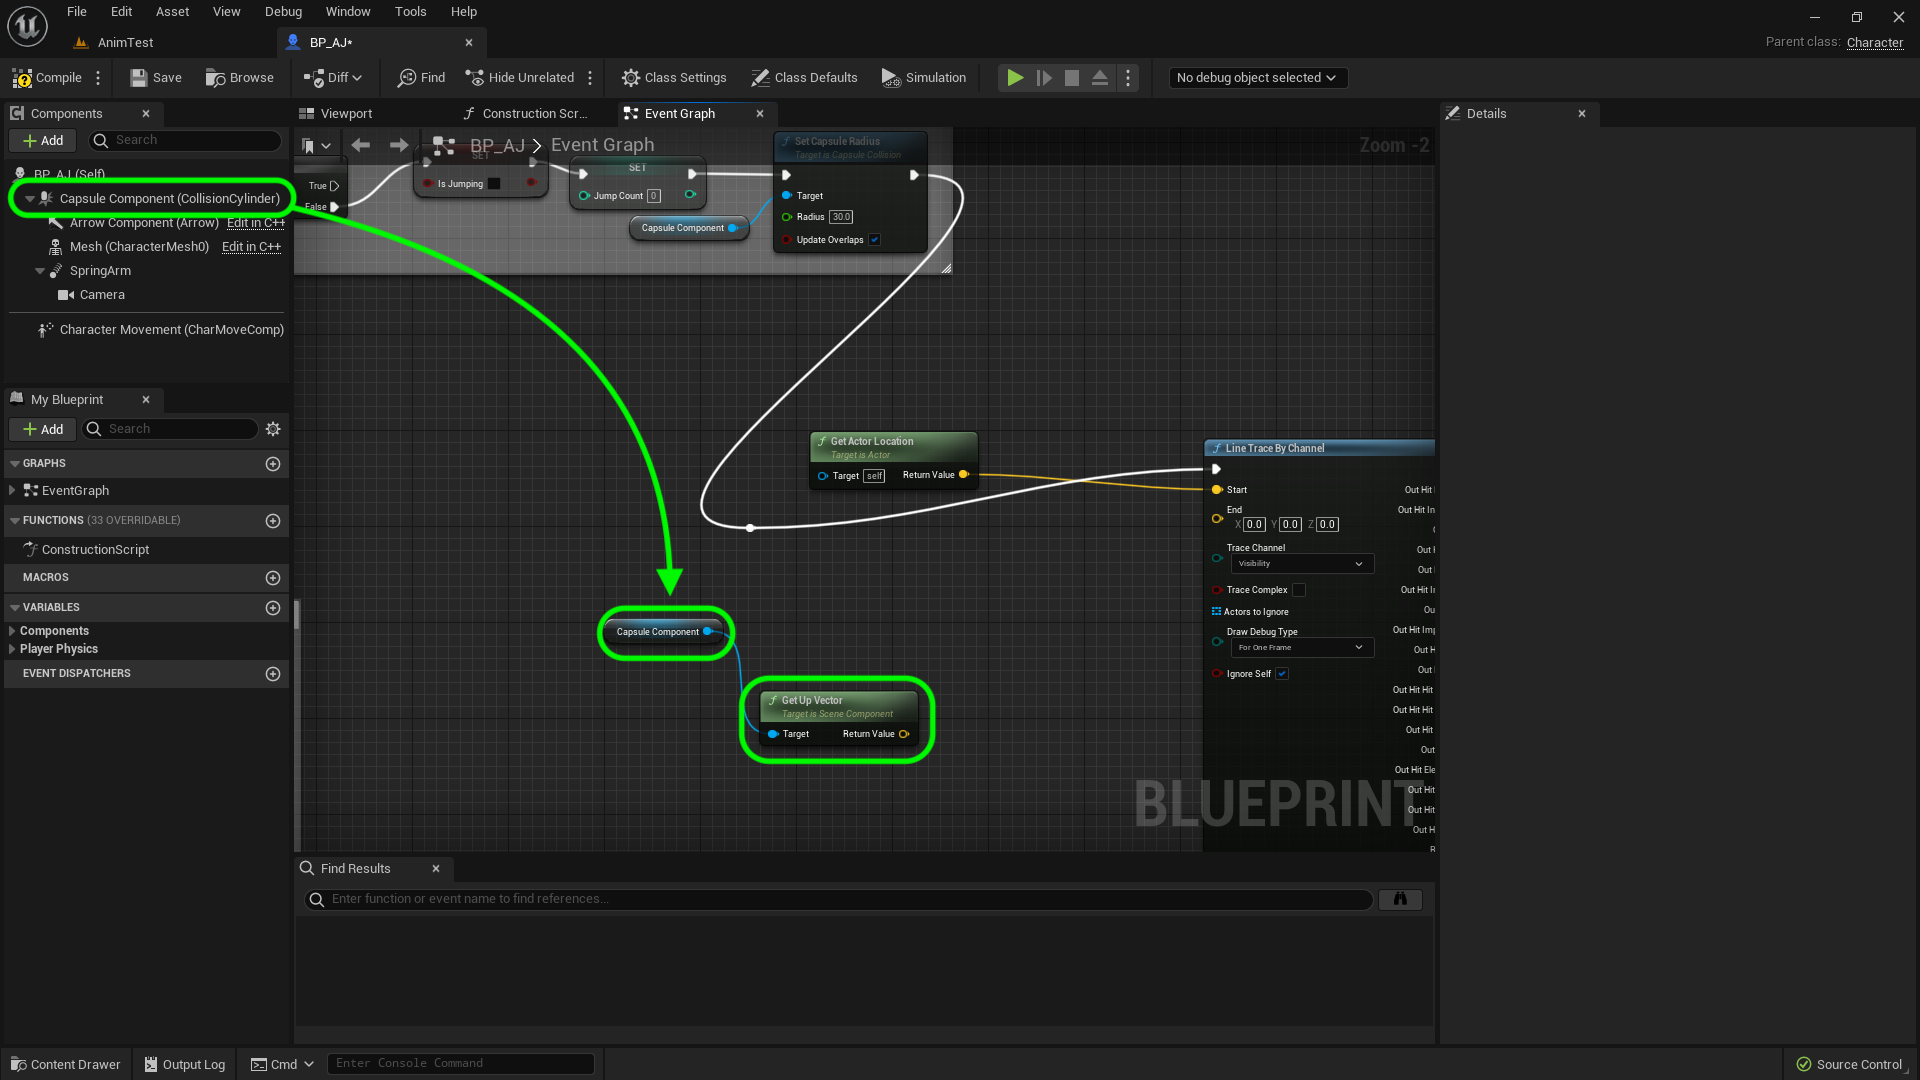 File Edit Asset View Debug Window Tools Help
AnimTest
BP_AJ*
Parent class: Character
Compile Save Browse Diff Find Hide Unrelated Class Settings Class Defaults Simulation No debug object selected
Components
Viewport
Construction Scr...
Event Graph
Details
Add
Search
BP_AJ > Event Graph
Zoom -2
BP_AJ (Self)
Capsule Component (CollisionCylinder)
Arrow Component (Arrow) Edit in C++
Mesh (CharacterMesh0) Edit in C++
SpringArm
Camera
Character Movement (CharMoveComp)
True
False
SET
Is Jumping
SET
Jump Count 0
Capsule Component
Set Capsule Radius
Target is Capsule Collision
Target
Radius 30.0
Update Overlaps
My Blueprint
Add
Search
GRAPHS
EventGraph
FUNCTIONS (33 OVERRIDABLE)
ConstructionScript
MACROS
VARIABLES
Components
Player Physics
EVENT DISPATCHERS
Get Actor Location
Target is Actor
Target self Return Value
Capsule Component
Get Up Vector
Target is Scene Component
Target Return Value
Line Trace By Channel
Start
End
X 0.0 Y 0.0 Z 0.0
Trace Channel
Visibility
Trace Complex
Actors to Ignore
Draw Debug Type
For One Frame
Ignore Self
Out Hit
Out Hit In
Out H
Out
Out Hit In
Ou
Out Hit Imp
Out H
Out
Out Hit Hit
Out Hit
Out Hit
Out
Out Hit Ele
Out Hit
Out Hit
Out H
R
BLUEPRINT
Find Results
Enter function or event name to find references...
Content Drawer
Output Log
Cmd
Enter Console Command
Source Control